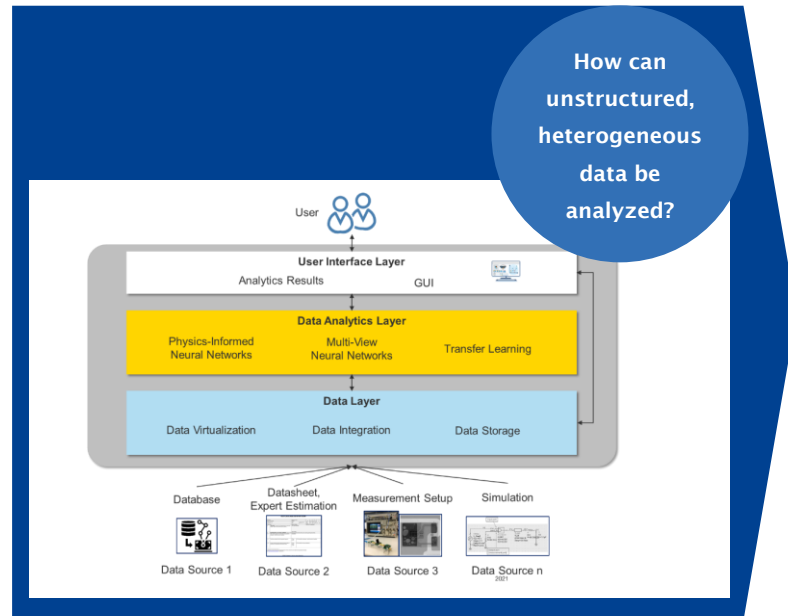 How can
unstructured,
heterogeneous
data be
analyzed?
User
User Interface Layer
Analytics Results
GUI
Data Analytics Layer
Physics-Informed
Neural Networks
Multi-View
Neural Networks
Transfer Learning
Data Layer
Data Virtualization
Data Integration
Data Storage
Database
Datasheet,
Expert Estimation
Measurement Setup
Simulation
Data Source 1
Data Source 2
Data Source 3
Data Source n
2021